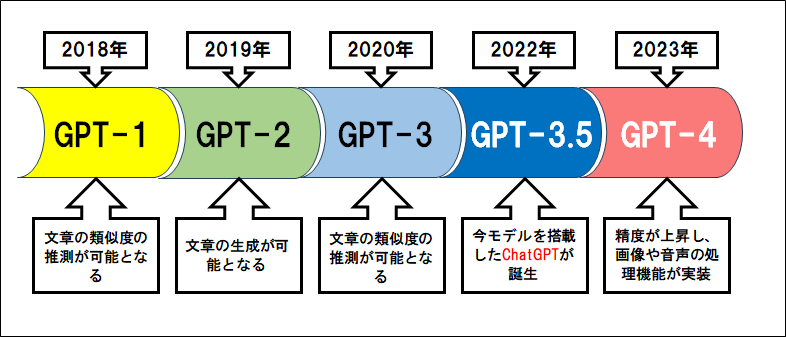 2018年
2019年
2020年
2022年
2023年
GPT-1
GPT-2
GPT-3
GPT-3.5
GPT-4
文章の類似度の
推測が可能とな
る
文章の生成が可
能となる
文章の類似度の
推測が可能とな
る
今モデルを搭載
したChatGPTが
誕生
精度が上昇し、
画像や音声の処
理機能が実装